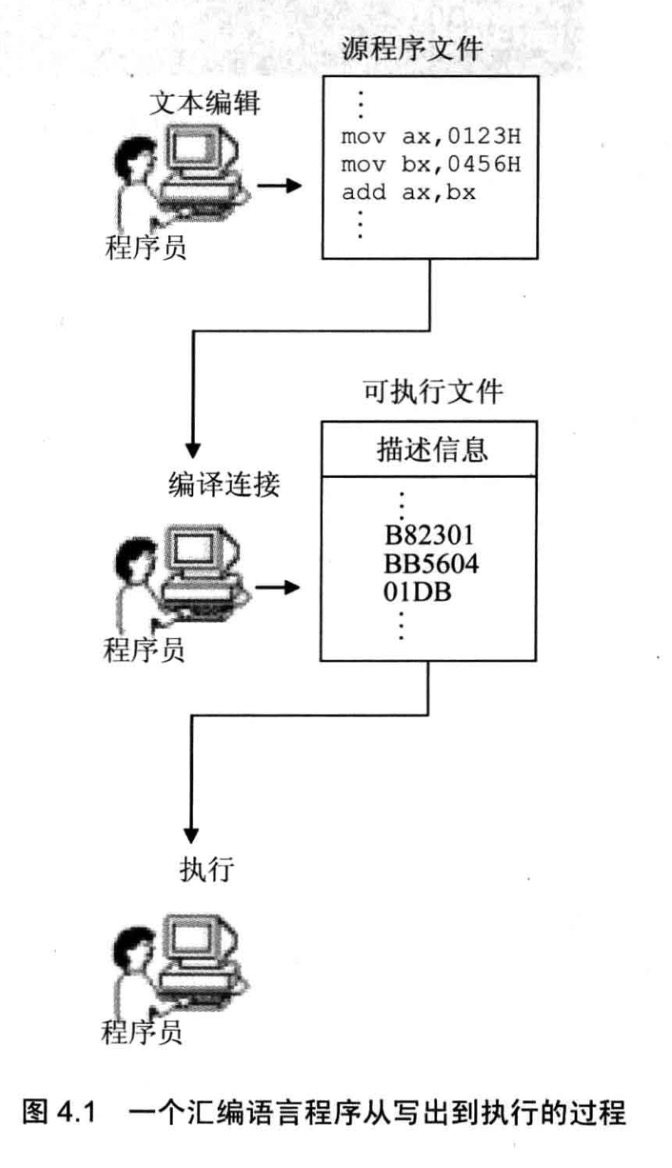 源程序文件
文本编辑
mov ax,0123H
mov bx,0456H
add ax,bx
程序员
可执行文件
描述信息
编译连接
B82301
BB5604
01DB
程序员
执行
程序员
图 4.1 一个汇编语言程序从写出到执行的过程